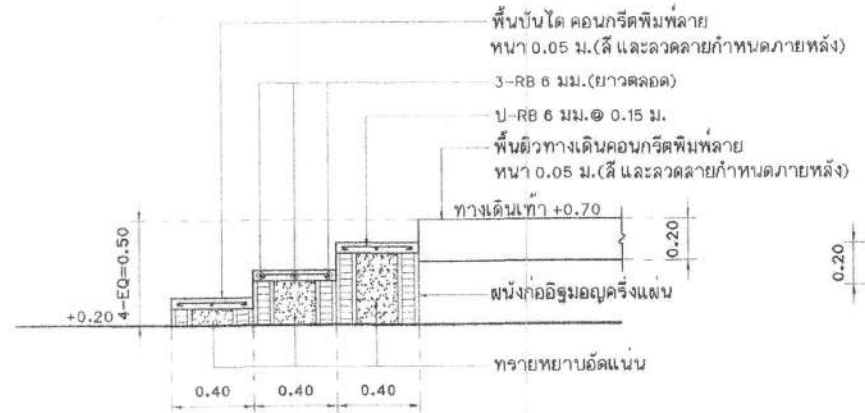 พื้นบันได คอนกรีตพิมพ์ลาย
หนา 0.05 ม.(สี และลวดลายกำหนดภายหลัง)
3-RB 6 มม.(ยาวตลอด)
ป-RB 6 มม.@ 0.15 ม.
พื้นผิวทางเดินคอนกรีตพิมพ์ลาย
หนา 0.05 ม.(สี และลวดลายกำหนดภายหลัง)
ทางเดินเท้า +0.70
4-EQ=0.50
0.20
0.20
ผนังก่ออิฐมอญครึ่งแผ่น
+0.20
ทรายหยาบอัดแน่น
0.40 0.40 0.40